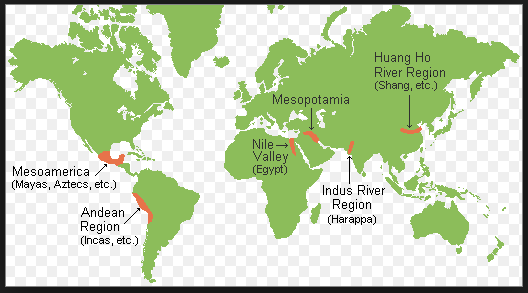 Huang Ho
River Region
(Shang, etc.)
Mesopotamia
Nile
Valley
(Egypt)
Mesoamerica
(Mayas, Aztecs, etc.)
Indus River
Region
(Harappa)
Andean
Region
(Incas, etc.)